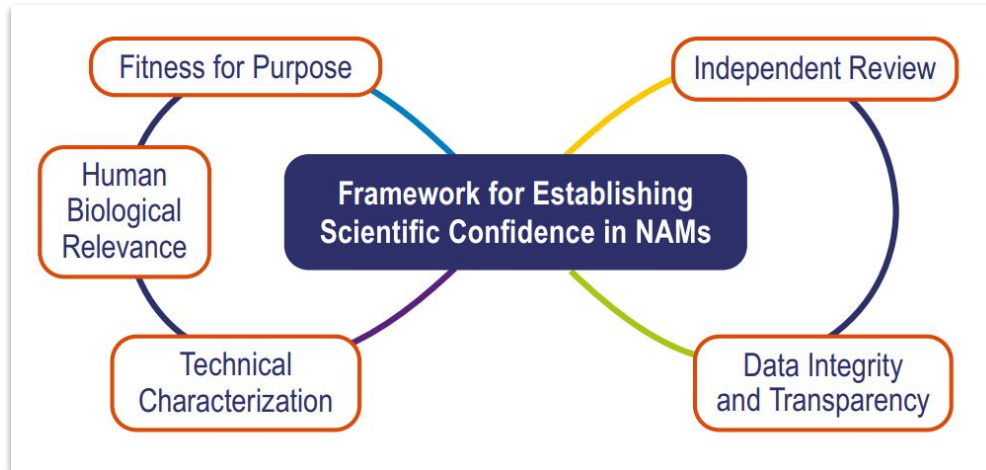 Fitness for Purpose
Independent Review
Human
Biological
Relevance
Framework for Establishing
Scientific Confidence in NAMs
Technical
Characterization
Data Integrity
and Transparency